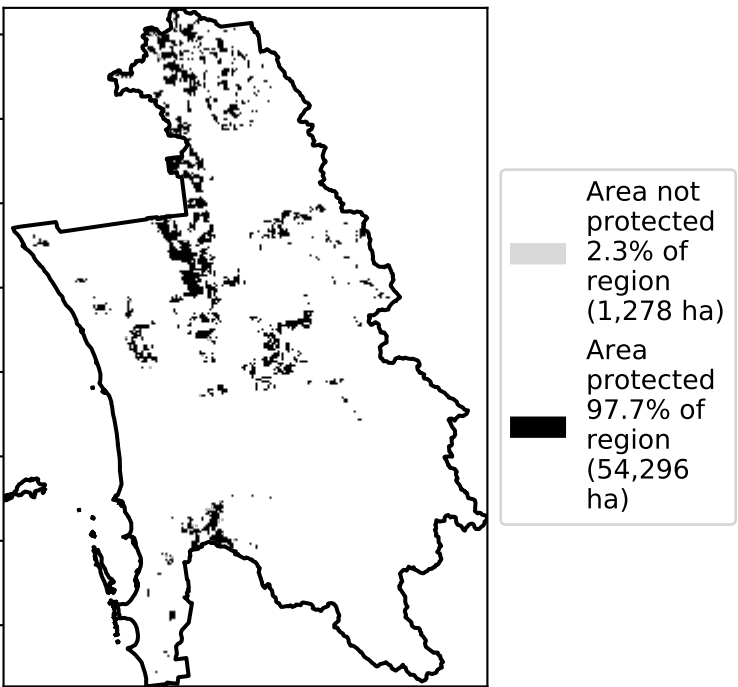 Area not
protected
2.3% of
region
(1,278 ha)
Area
protected
97.7% of
region
(54,296
ha)